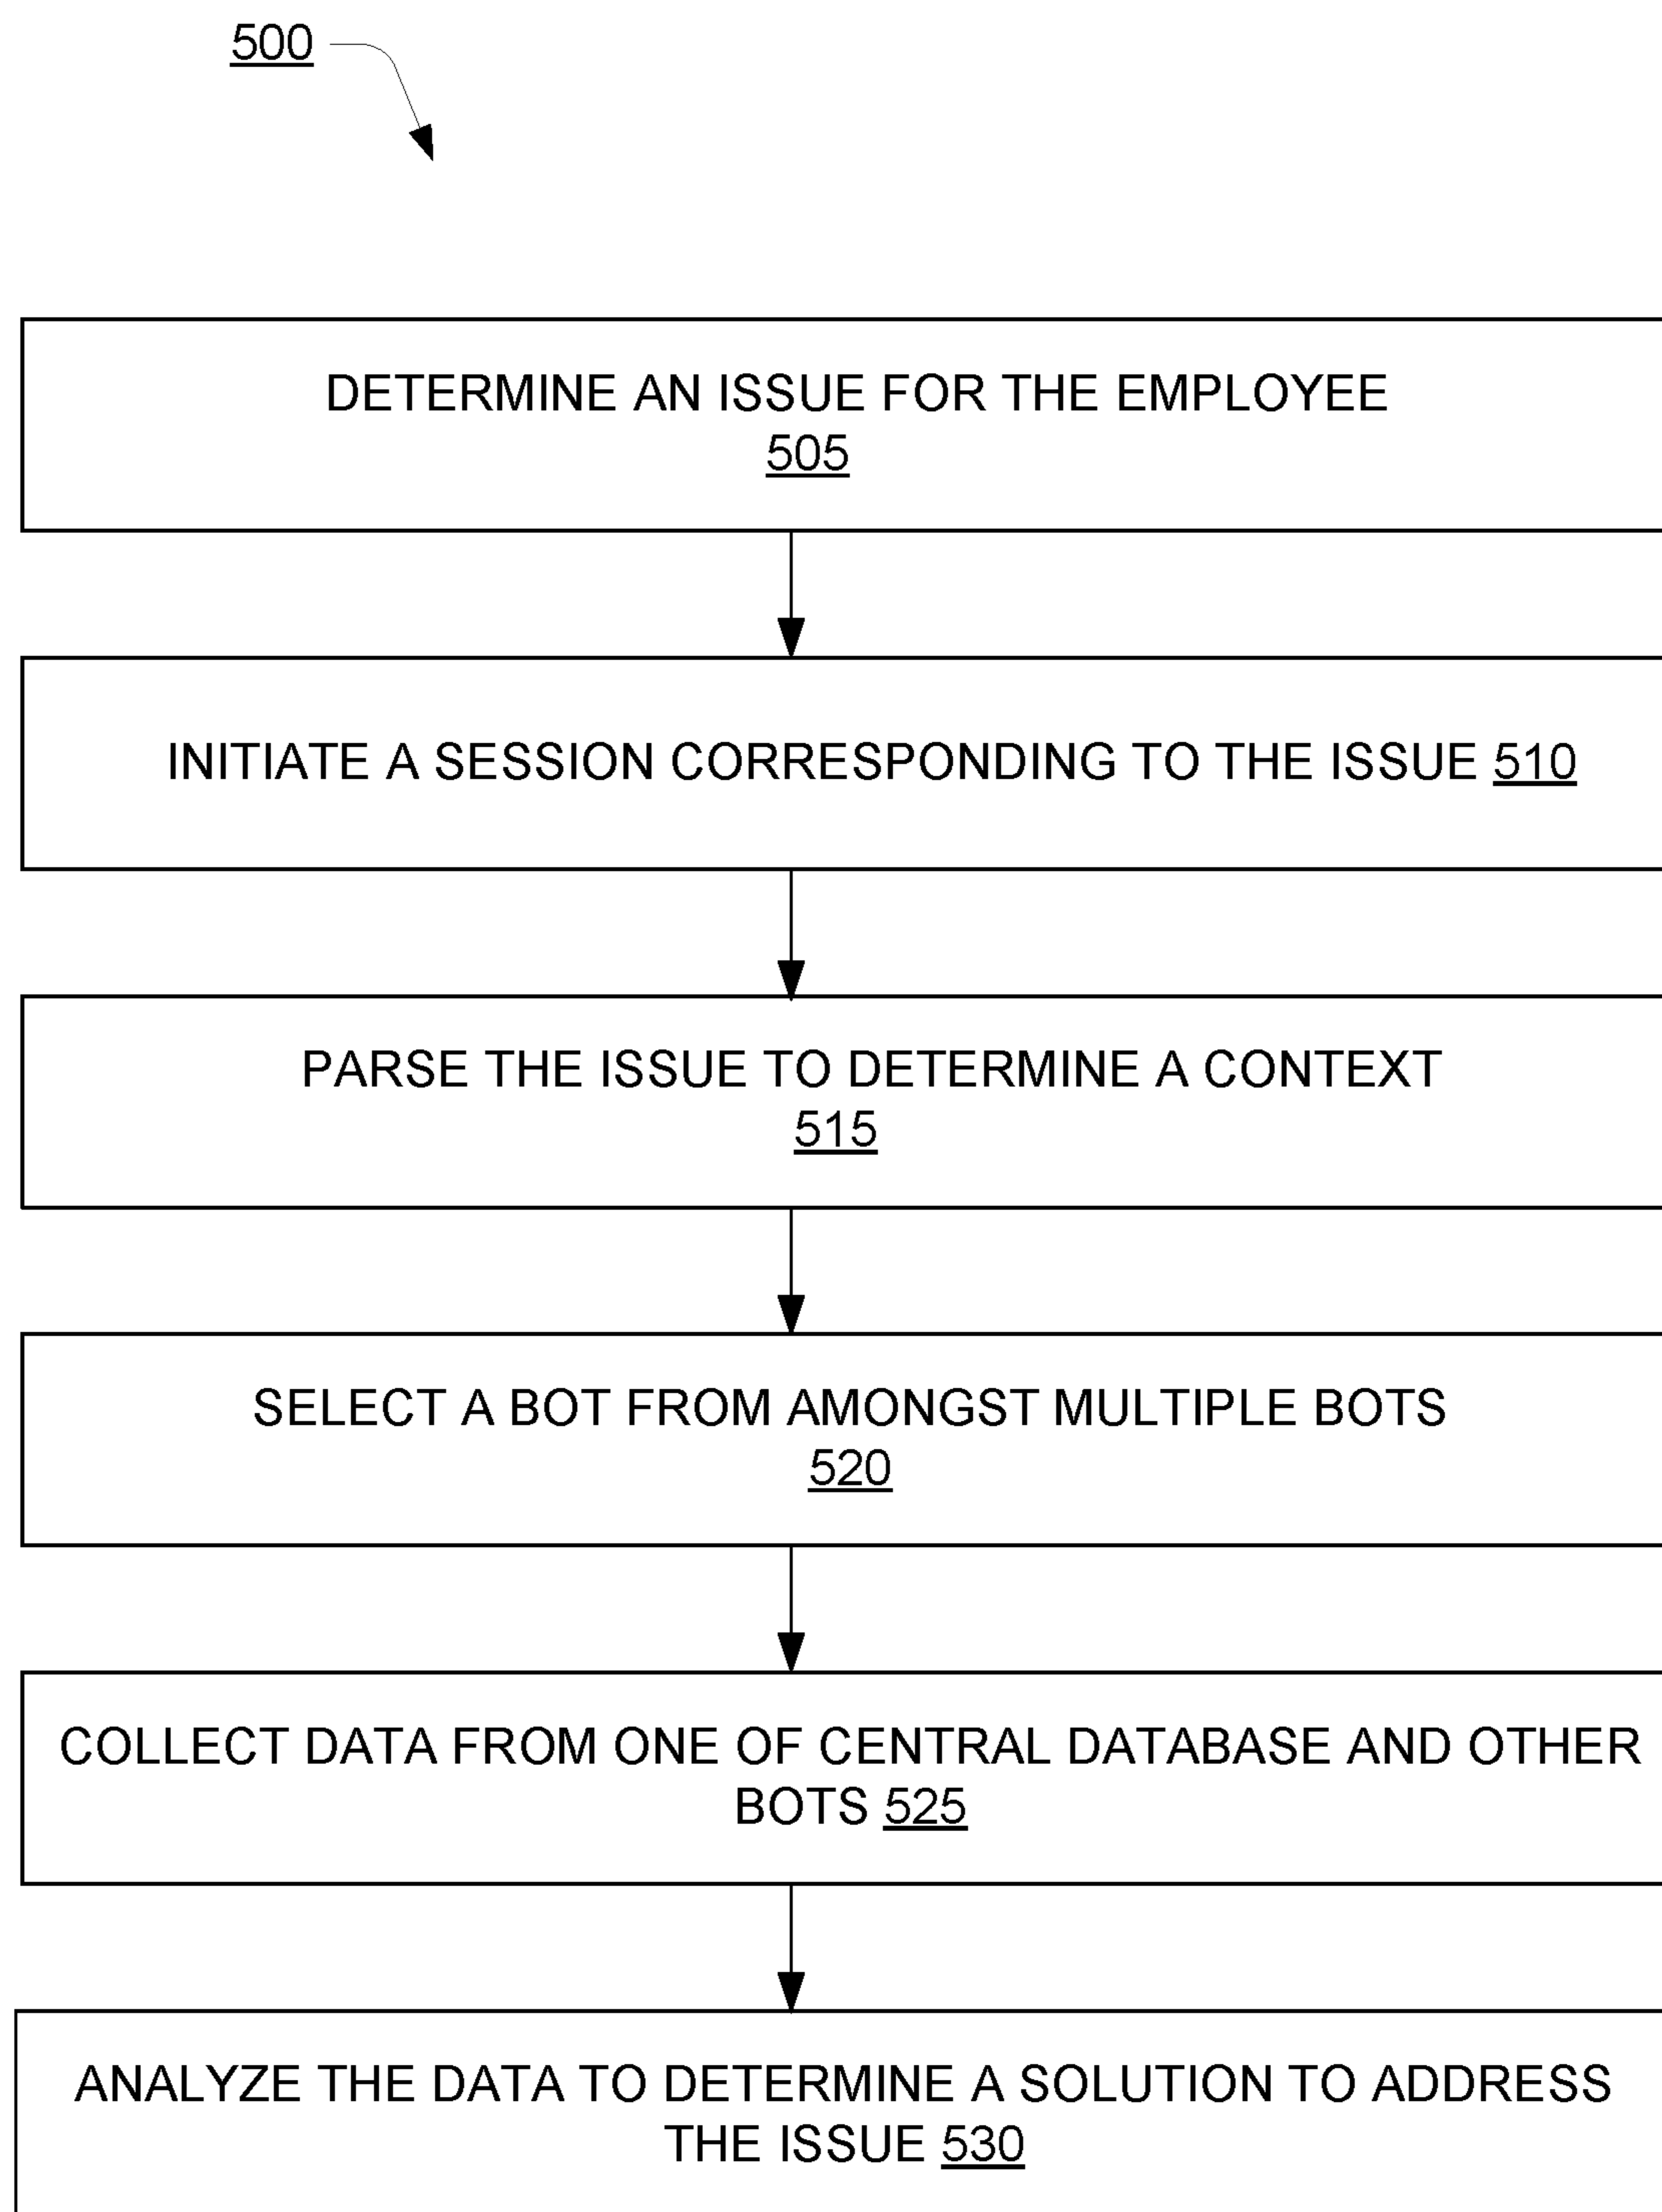 500
DETERMINE AN ISSUE FOR THE EMPLOYEE
505
INITIATE A SESSION CORRESPONDING TO THE ISSUE 510
PARSE THE ISSUE TO DETERMINE A CONTEXT
515
SELECT A BOT FROM AMONGST MULTIPLE BOTS
520
COLLECT DATA FROM ONE OF CENTRAL DATABASE AND OTHER
BOTS 525
ANALYZE THE DATA TO DETERMINE A SOLUTION TO ADDRESS
THE ISSUE 530